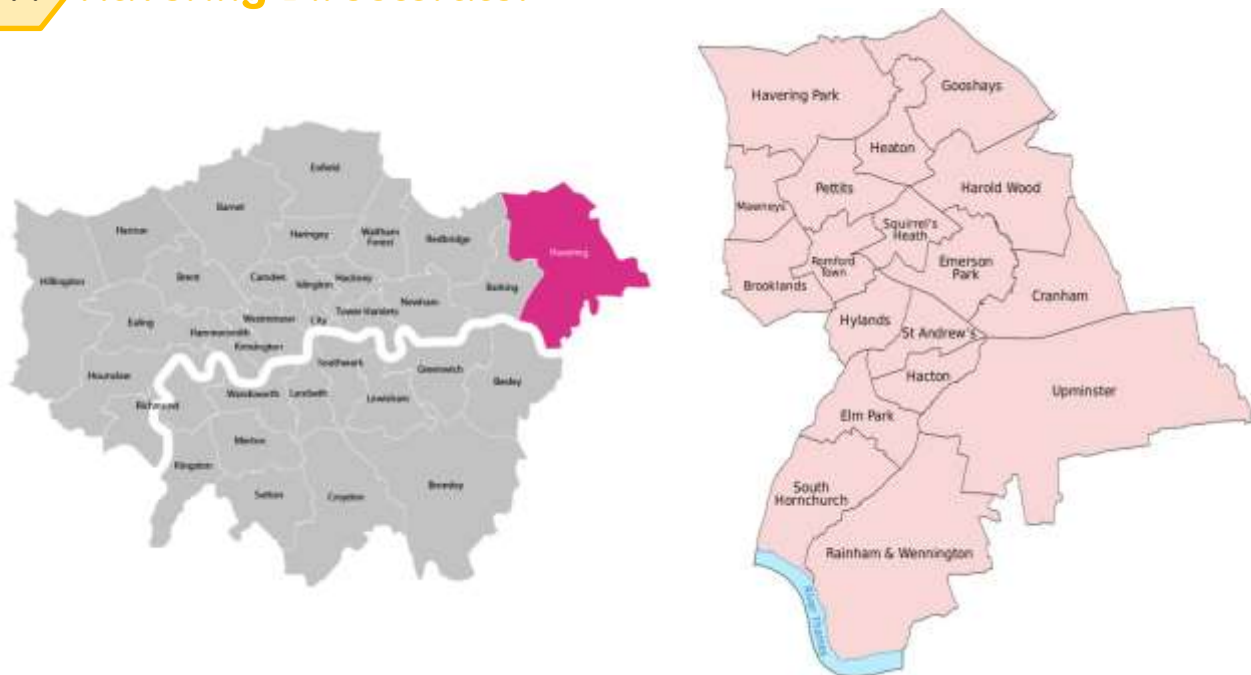 Havering
Enfield
Barnet
Harrow
Haringey
Waltham
Forest
Redbridge
Havering
Hillingdon
Brent
Camden
Islington
Hackney
Barking
Newham
Tower Hamlets
Ealing
Westminster
City
Hammersmith
Kensington
Southwark
Greenwich
Bexley
Hounslow
Richmond
Wandsworth
Lambeth
Lewisham
Merton
Kingston
Sutton
Croydon
Bromley
Gooshays
Havering Park
Heaton
Pettits
Harold Wood
Mawneys
Squirrel's
Heath
Romford
Town
Emerson
Park
Brooklands
Cranham
Hylands
St Andrew's
Hacton
Upminster
Elm Park
South
Hornchurch
Rainham & Wennington
River Thames